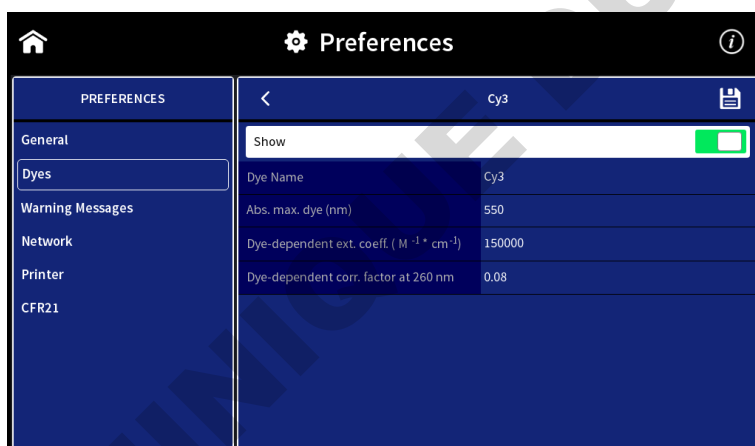 Preferences
i
PREFERENCES
General
Dyes
Warning Messages
Network
Printer
CFR21
Cy3
Show
Dye Name Cy3
Abs. max. dye (nm) 550
Dye-dependent ext. coeff. ( M ⁻¹ * cm⁻¹) 150000
Dye-dependent corr. factor at 260 nm 0.08